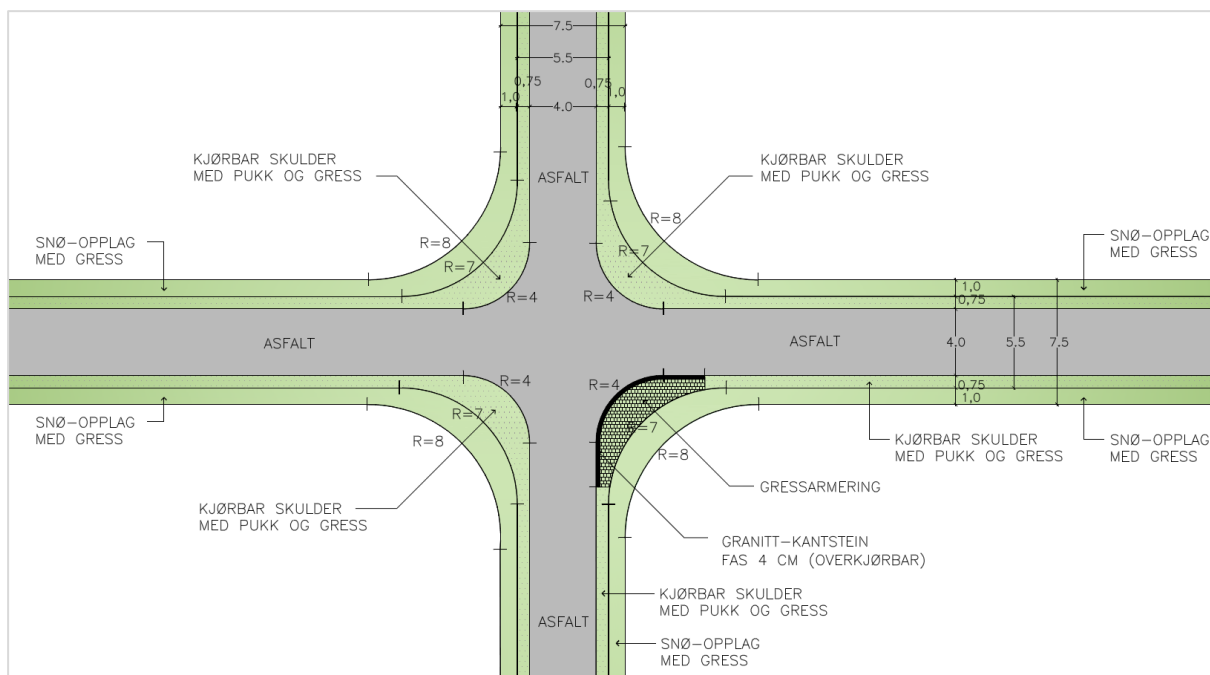 7.5
5.5
0,75
0,75
1,0
1,0
4.0
KJØRBAR SKULDER
MED PUKK OG GRESS
ASFALT
KJØRBAR SKULDER
MED PUKK OG GRESS
R=8
R=8
SNØ-OPPLAG
MED GRESS
R=7
R=7
SNØ-OPPLAG
MED GRESS
R=4
R=4
1,0
0,75
ASFALT
ASFALT
4.0
5.5
7.5
R=4
R=4
0,75
1,0
SNØ-OPPLAG
MED GRESS
R=7
R=7
R=8
R=8
KJØRBAR SKULDER
MED PUKK OG GRESS
SNØ-OPPLAG
MED GRESS
GRESSARMERING
KJØRBAR SKULDER
MED PUKK OG GRESS
GRANITT-KANTSTEIN
FAS 4 CM (OVERKJØRBAR)
KJØRBAR SKULDER
MED PUKK OG GRESS
ASFALT
SNØ-OPPLAG
MED GRESS